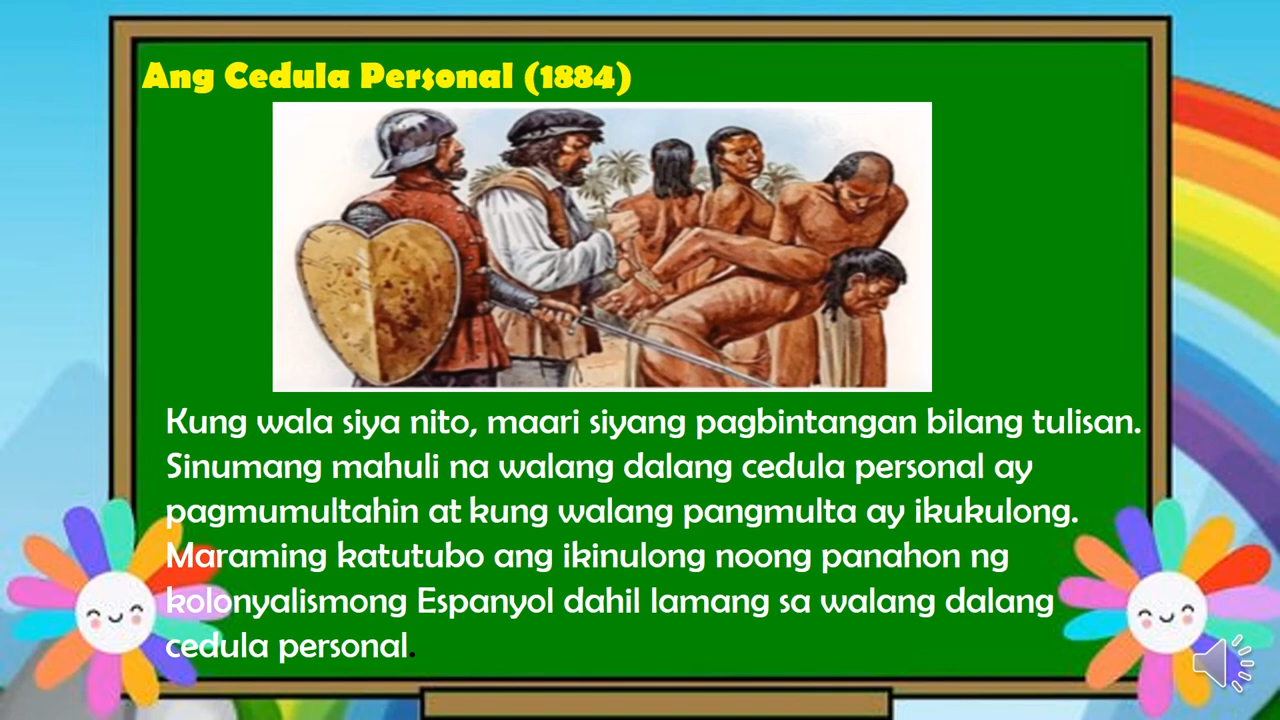 Ang Cedula Personal (1884)
Kung wala siya nito, maari siyang pagbintangan bilang tulisan.
Sinumang mahuli na walang dalang cedula personal ay
pagmumultahin at kung walang pangmulta ay ikukulong.
Maraming katutubo ang ikinulong noong panahon ng
kolonyalismong Espanyol dahil lamang sa walang dalang
cedula personal.